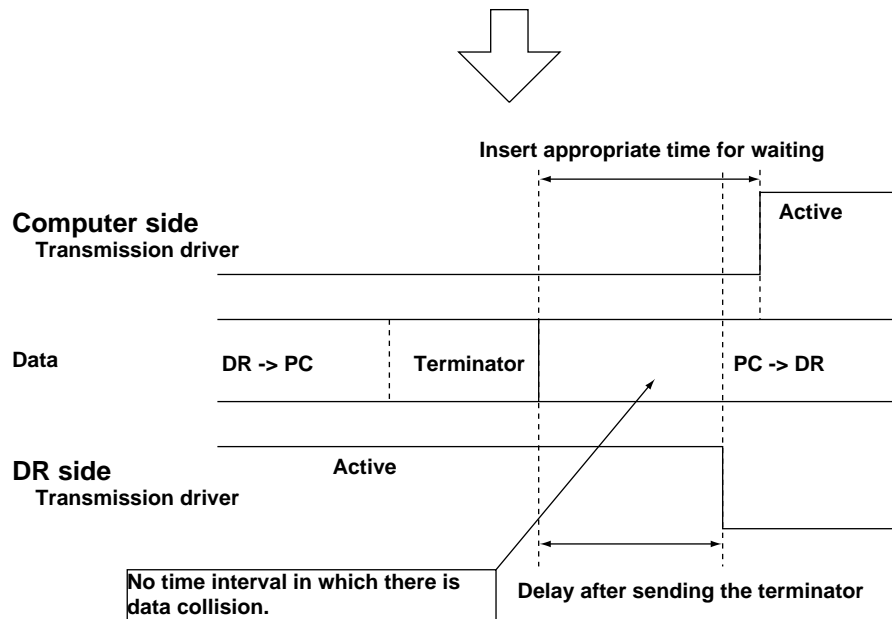 Insert appropriate time for waiting
Computer side
Transmission driver
Active
Data
DR -> PC
Terminator
PC -> DR
DR side
Transmission driver
Active
No time interval in which there is
data collision.
Delay after sending the terminator